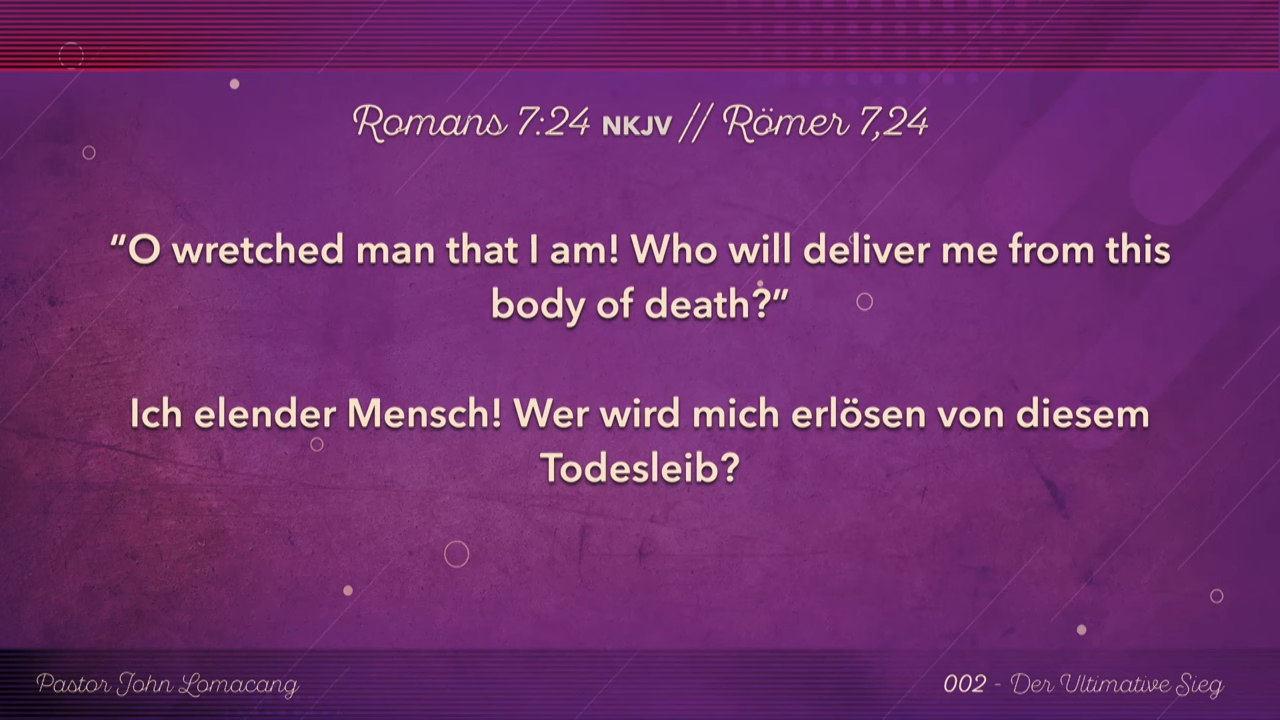 Romans 7:24 NKJV // Römer 7,24
“O wretched man that I am! Who will deliver me from this
body of death?”
Ich elender Mensch! Wer wird mich erlösen von diesem
Todesleib?
Pastor John Lomacang
002 - Der Ultimative Sieg